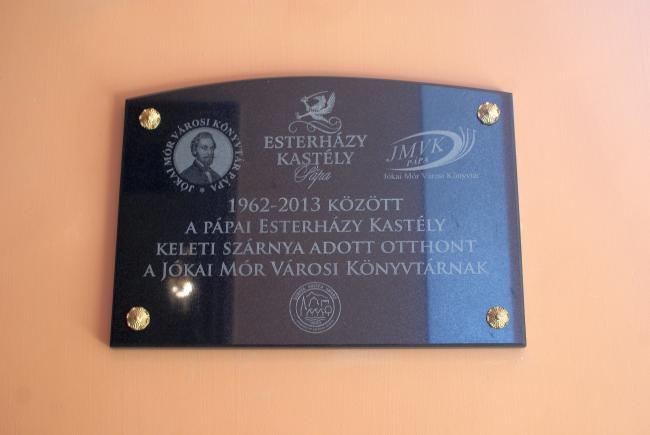 JÓKAI MÓR VÁROSI KÖNYVTÁR PÁPA
ESTERHÁZY
KASTÉLY
Pápa
JMVK
PÁPA
Jókai Mór Városi Könyvtár
1962-2013 KÖZÖTT
A PÁPAI ESTERHÁZY KASTÉLY
KELETI SZÁRNYA ADOTT OTTHONT
A JÓKAI MÓR VÁROSI KÖNYVTÁRNAK